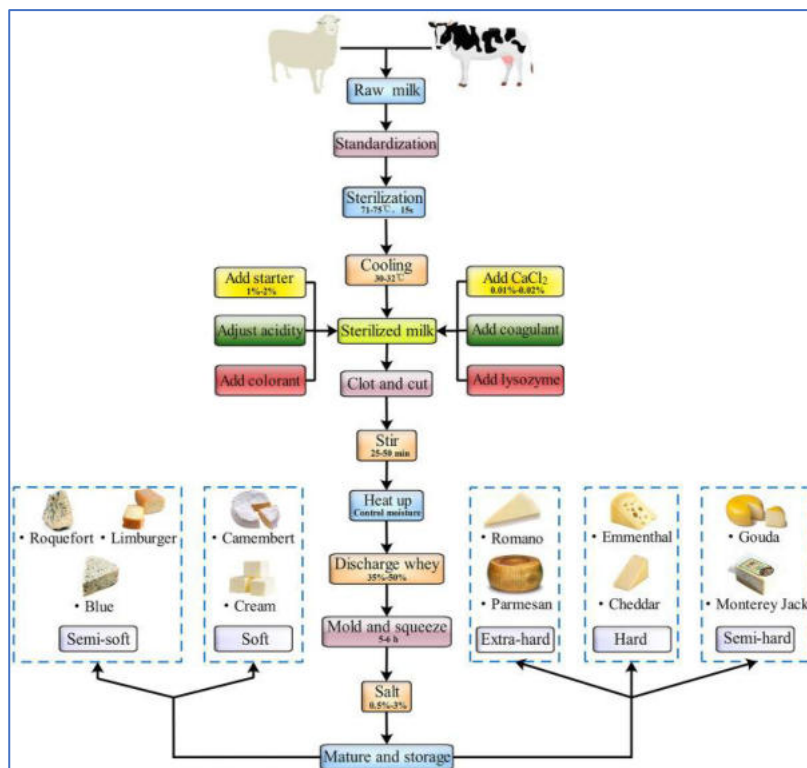 Raw milk
Standardization
Sterilization
71-75℃, 15s
Cooling
30-32℃
Add starter
1%-2%
Add CaCl₂
0.01%-0.02%
Adjust acidity
Sterilized milk
Add coagulant
Add colorant
Clot and cut
Add lysozyme
Stir
25-50 min
Heat up
Control moisture
Discharge whey
35%-50%
Mold and squeeze
5-6 h
Salt
0.5%-3%
Mature and storage
• Roquefort
• Limburger
• Blue
Semi-soft
• Camembert
• Cream
Soft
• Romano
• Parmesan
Extra-hard
• Emmenthal
• Cheddar
Hard
• Gouda
• Monterey Jack
Semi-hard